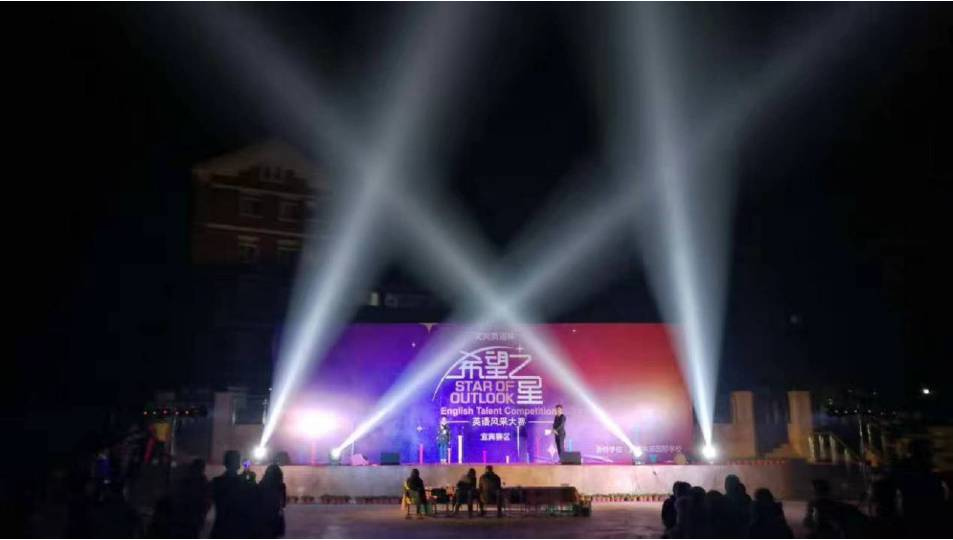 希望之星
STAR OF
OUTLOOK
English Talent Competition
英语风采大赛
宜宾赛区